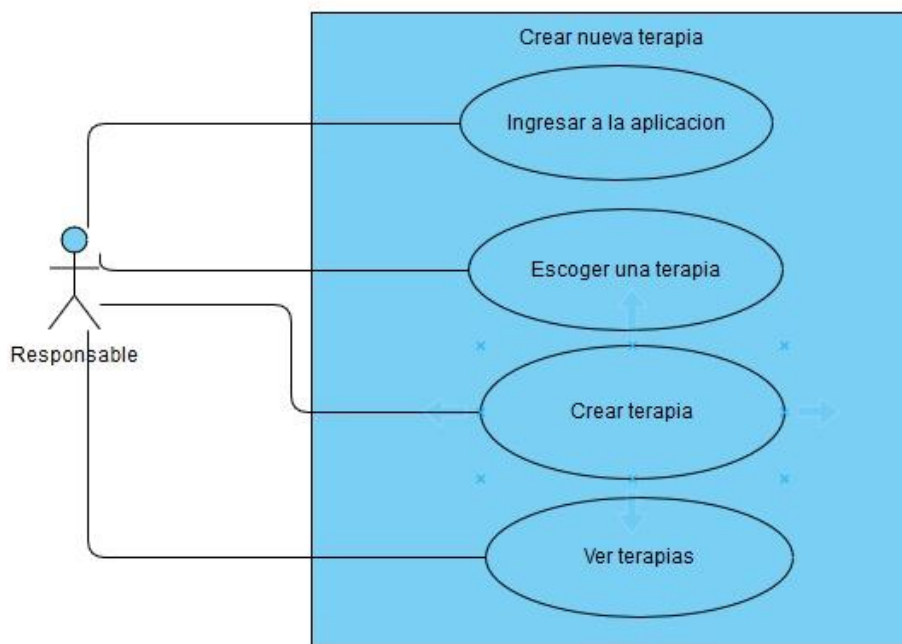 Crear nueva terapia
Ingresar a la aplicacion
Escoger una terapia
Responsable
Crear terapia
Ver terapias